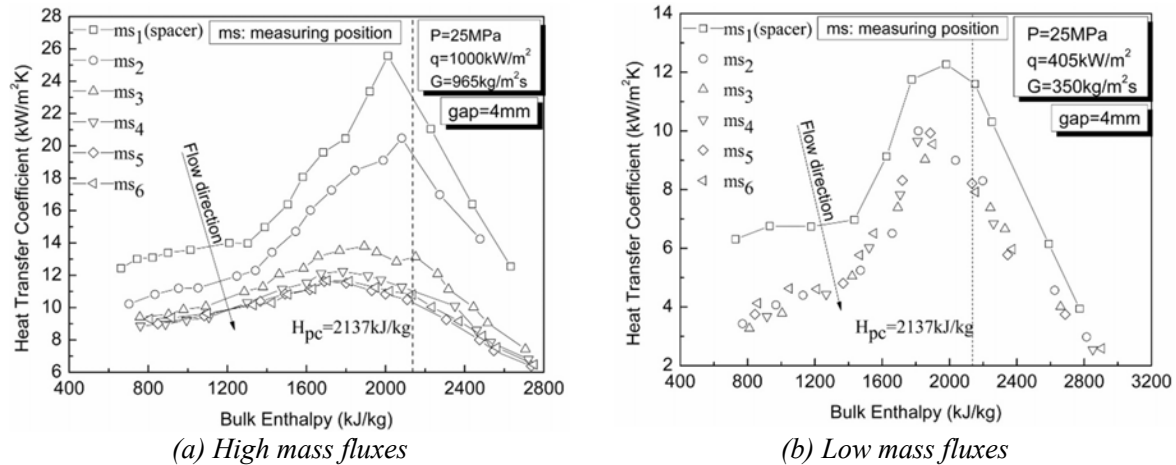 28
26
24
22
20
18
16
14
12
10
8
6
400
800
1200
1600
2000
2400
2800
Heat Transfer Coefficient (kW/m²K)
Bulk Enthalpy (kJ/kg)
ms₁(spacer)
ms₂
ms₃
ms₄
ms₅
ms₆
ms: measuring position
P=25MPa
q=1000kW/m²
G=965kg/m²s
gap=4mm
Flow direction
H_pc=2137kJ/kg
(a) High mass fluxes
14
12
10
8
6
4
2
400
800
1200
1600
2000
2400
2800
3200
Heat Transfer Coefficient (kW/m²K)
Bulk Enthalpy (kJ/kg)
ms₁(spacer)
ms₂
ms₃
ms₄
ms₅
ms₆
ms: measuring position
P=25MPa
q=405kW/m²
G=350kg/m²s
gap=4mm
Flow direction
H_pc=2137kJ/kg
(b) Low mass fluxes